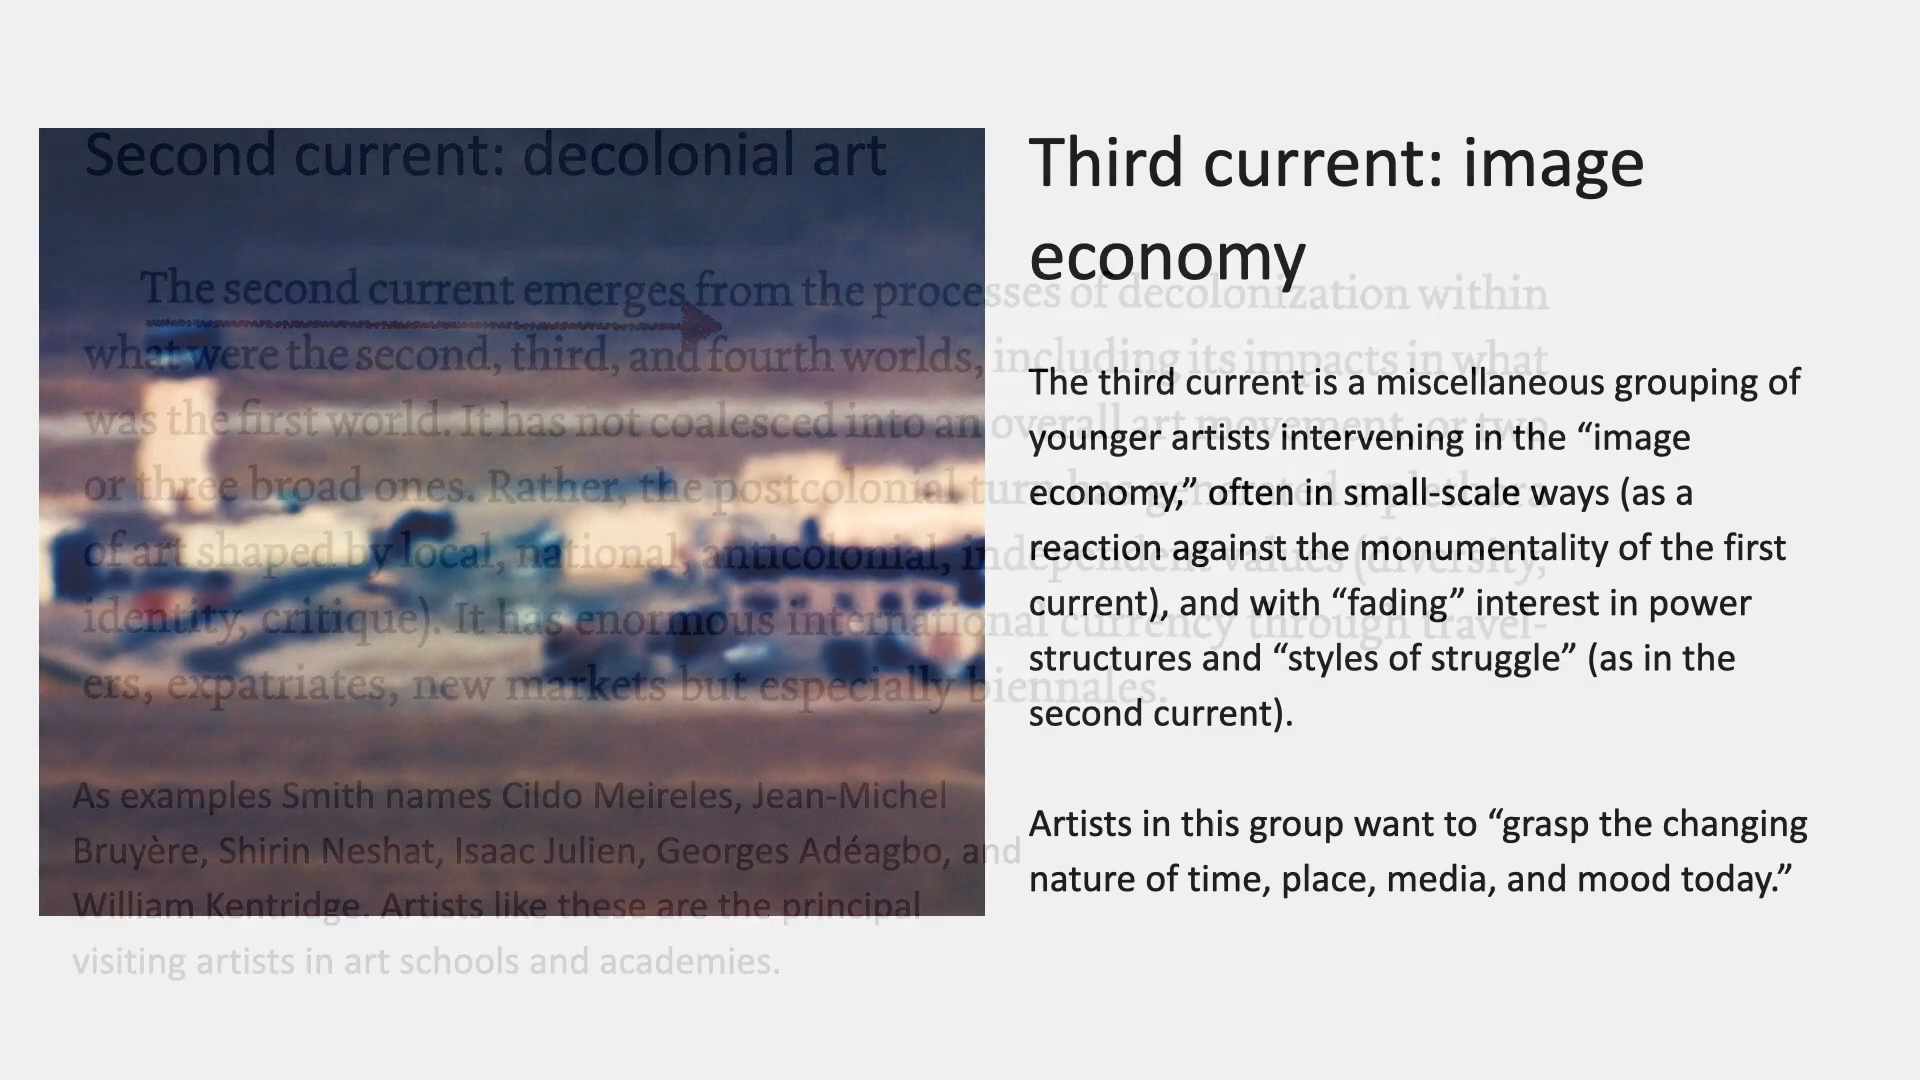 Second current: decolonial art
The second current emerges from the processes of decolonization within
what were the second, third, and fourth worlds, including its impacts in what
was the first world. It has not coalesced into an overall art movement, or two
or three broad ones. Rather, the postcolonial turn has generated a plethora
of art shaped by local, national, anticolonial, independent values (diversity,
identity, critique). It has enormous international currency through travel-
ers, expatriates, new markets but especially biennales.
As examples Smith names Cildo Meireles, Jean-Michel
Bruyère, Shirin Neshat, Isaac Julien, Georges Adéagbo, and
William Kentridge. Artists like these are the principal
visiting artists in art schools and academies.
Third current: image
economy
The third current is a miscellaneous grouping of
younger artists intervening in the “image
economy,” often in small-scale ways (as a
reaction against the monumentality of the first
current), and with “fading” interest in power
structures and “styles of struggle” (as in the
second current).
Artists in this group want to “grasp the changing
nature of time, place, media, and mood today.”